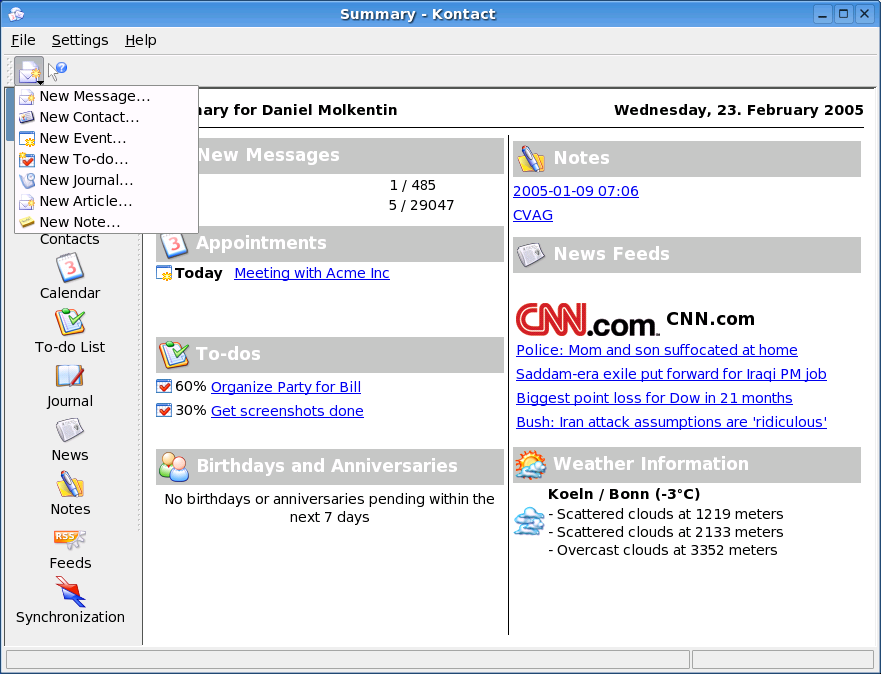 Summary - Kontact
File Settings Help
New Message...
New Contact...
New Event...
New To-do...
New Journal...
New Article...
New Note...
Contacts
3
Calendar
To-do List
Journal
News
Notes
RSS
Feeds
Synchronization
for Daniel Molkentin
Wednesday, 23. February 2005
New Messages
1 / 485
5 / 29047
3
Appointments
Today Meeting with Acme Inc
To-dos
60% Organize Party for Bill
30% Get screenshots done
Birthdays and Anniversaries
No birthdays or anniversaries pending within the
next 7 days
Notes
2005-01-09 07:06
CVAG
News Feeds
CNN.com CNN.com
Police: Mom and son suffocated at home
Saddam-era exile put forward for Iraqi PM job
Biggest point loss for Dow in 21 months
Bush: Iran attack assumptions are 'ridiculous'
Weather Information
Koeln / Bonn (-3°C)
- Scattered clouds at 1219 meters
- Scattered clouds at 2133 meters
- Overcast clouds at 3352 meters